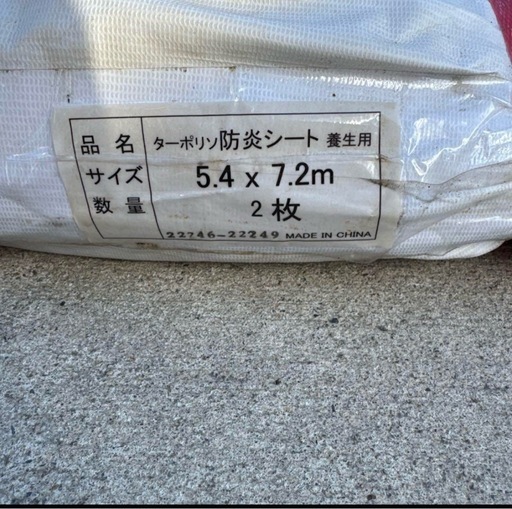 品名 ターポリン防炎シート 養生用
サイズ 5.4 x 7.2m
数量 2枚
22746-22249 MADE IN CHINA